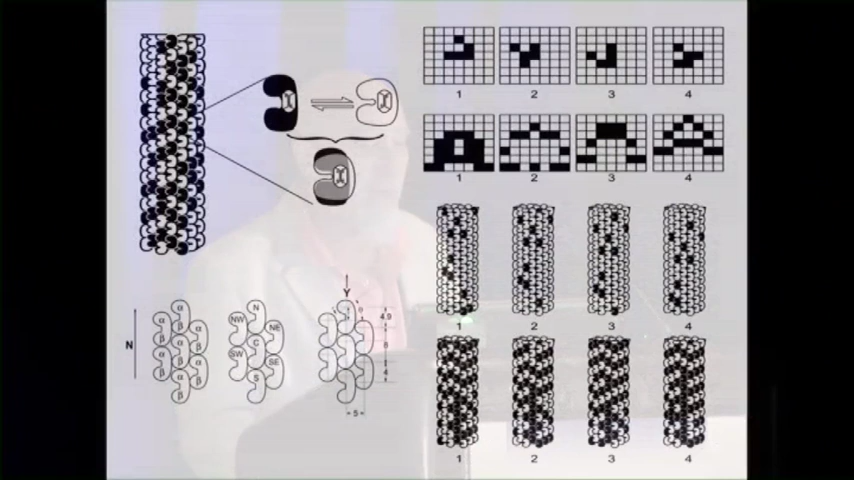 1 2 3 4
1 2 3 4
N
α β α β α β α β α β α β α β
N NW NE C SW SE S
Y
θ
4.9
8
4
5
1 2 3 4
1 2 3 4